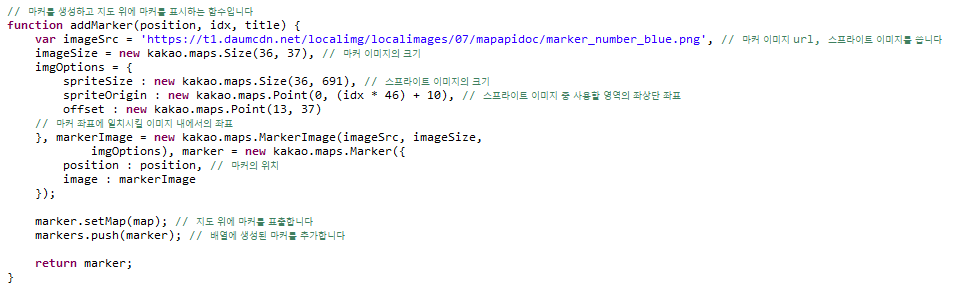 // 마커를 생성하고 지도 위에 마커를 표시하는 함수입니다
function addMarker(position, idx, title) {
    var imageSrc = 'https://t1.daumcdn.net/localimg/localimages/07/mapapidoc/marker_number_blue.png', // 마커 이미지 url, 스프라이트 이미지를 씁니다
    imageSize = new kakao.maps.Size(36, 37), // 마커 이미지의 크기
    imgOptions = {
        spriteSize : new kakao.maps.Size(36, 691), // 스프라이트 이미지의 크기
        spriteOrigin : new kakao.maps.Point(0, (idx * 46) + 10), // 스프라이트 이미지 중 사용할 영역의 좌상단 좌표
        offset : new kakao.maps.Point(13, 37)
    // 마커 좌표에 일치시킬 이미지 내에서의 좌표
    }, markerImage = new kakao.maps.MarkerImage(imageSrc, imageSize,
            imgOptions), marker = new kakao.maps.Marker({
        position : position, // 마커의 위치
        image : markerImage
    });
    marker.setMap(map); // 지도 위에 마커를 표출합니다
    markers.push(marker); // 배열에 생성된 마커를 추가합니다
    return marker;
}